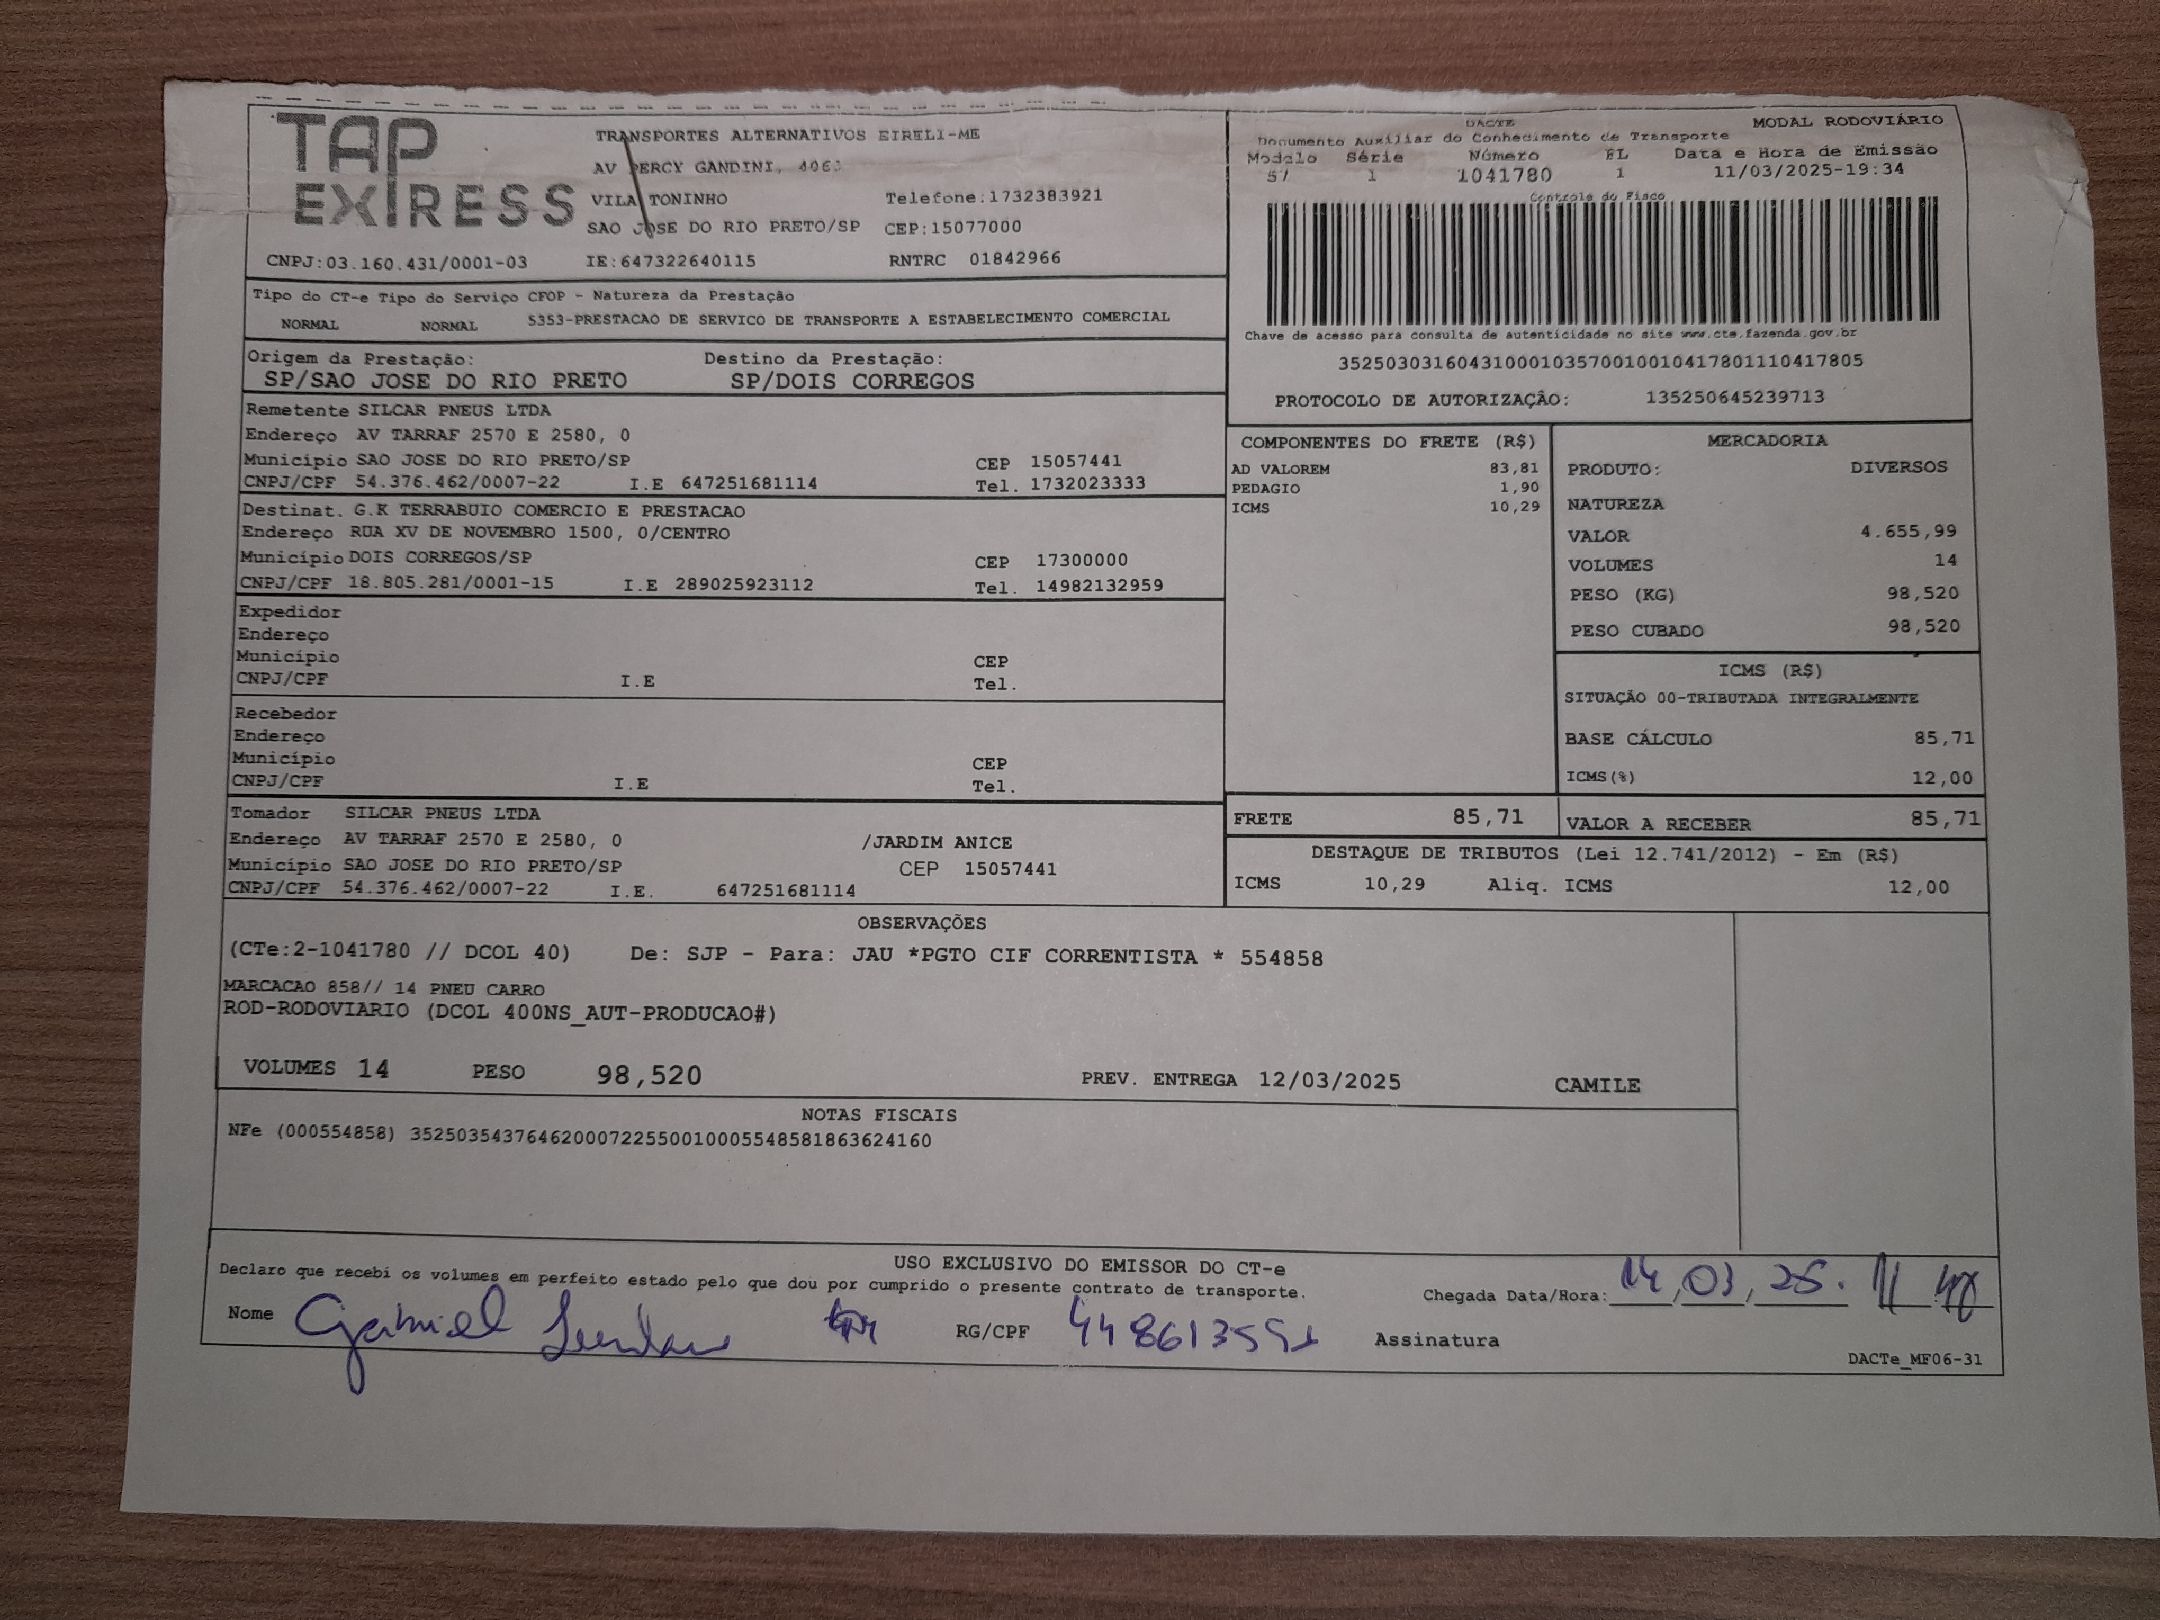 TAP
EXPRESS
TRANSPORTES ALTERNATIVOS EIRELI-ME
AV PERCY GANDINI,
VILA TONINHO Telefone:1732383921
SAO JOSE DO RIO PRETO/SP CEP:15077000
CNPJ:03.160.431/0001-03 IE:647322640115 RNTRC 01842966
DACTE MODAL RODOVIÁRIO
Documento Auxiliar do Conhecimento de Transporte
Modelo Série Número FL Data e Hora de Emissão
57 1 1041780 1 11/03/2025-19:34
Controle do Fisco
Chave de acesso para consulta de autenticidade no site www.cte.fazenda.gov.br
35250303160431000103570010010417801110417805
PROTOCOLO DE AUTORIZAÇÃO: 135250645239713
Tipo do CT-e Tipo do Serviço CFOP - Natureza da Prestação
NORMAL NORMAL 5353-PRESTACAO DE SERVICO DE TRANSPORTE A ESTABELECIMENTO COMERCIAL
Origem da Prestação: Destino da Prestação:
SP/SAO JOSE DO RIO PRETO SP/DOIS CORREGOS
Remetente SILCAR PNEUS LTDA
Endereço AV TARRAF 2570 E 2580, 0
Município SAO JOSE DO RIO PRETO/SP CEP 15057441
CNPJ/CPF 54.376.462/0007-22 I.E 647251681114 Tel. 1732023333
Destinat. G.K TERRABUIO COMERCIO E PRESTACAO
Endereço RUA XV DE NOVEMBRO 1500, 0/CENTRO
Município DOIS CORREGOS/SP CEP 17300000
CNPJ/CPF 18.805.281/0001-15 I.E 289025923112 Tel. 14982132959
Expedidor
Endereço
Município CEP
CNPJ/CPF I.E Tel.
Recebedor
Endereço
Município CEP
CNPJ/CPF I.E Tel.
Tomador SILCAR PNEUS LTDA
Endereço AV TARRAF 2570 E 2580, 0 /JARDIM ANICE
Município SAO JOSE DO RIO PRETO/SP CEP 15057441
CNPJ/CPF 54.376.462/0007-22 I.E. 647251681114
COMPONENTES DO FRETE (R$)
AD VALOREM 83,81
PEDAGIO 1,90
ICMS 10,29
MERCADORIA
PRODUTO: DIVERSOS
NATUREZA
VALOR 4.655,99
VOLUMES 14
PESO (KG) 98,520
PESO CUBADO 98,520
ICMS (R$)
SITUAÇÃO 00-TRIBUTADA INTEGRALMENTE
BASE CÁLCULO 85,71
ICMS(%) 12,00
FRETE 85,71 VALOR A RECEBER 85,71
DESTAQUE DE TRIBUTOS (Lei 12.741/2012) - Em (R$)
ICMS 10,29 Aliq. ICMS 12,00
OBSERVAÇÕES
(CTe:2-1041780 // DCOL 40) De: SJP - Para: JAU *PGTO CIF CORRENTISTA * 554858
MARCACAO 858// 14 PNEU CARRO
ROD-RODOVIARIO (DCOL 400NS_AUT-PRODUCAO#)
VOLUMES 14 PESO 98,520 PREV. ENTREGA 12/03/2025 CAMILE
NOTAS FISCAIS
NFe (000554858) 35250354376462000722550010005548581863624160
USO EXCLUSIVO DO EMISSOR DO CT-e
Declaro que recebi os volumes em perfeito estado pelo que dou por cumprido o presente contrato de transporte.
Chegada Data/Hora: 14,03,25. 11
Nome Gabriel RG/CPF Assinatura
DACTe_MF06-31